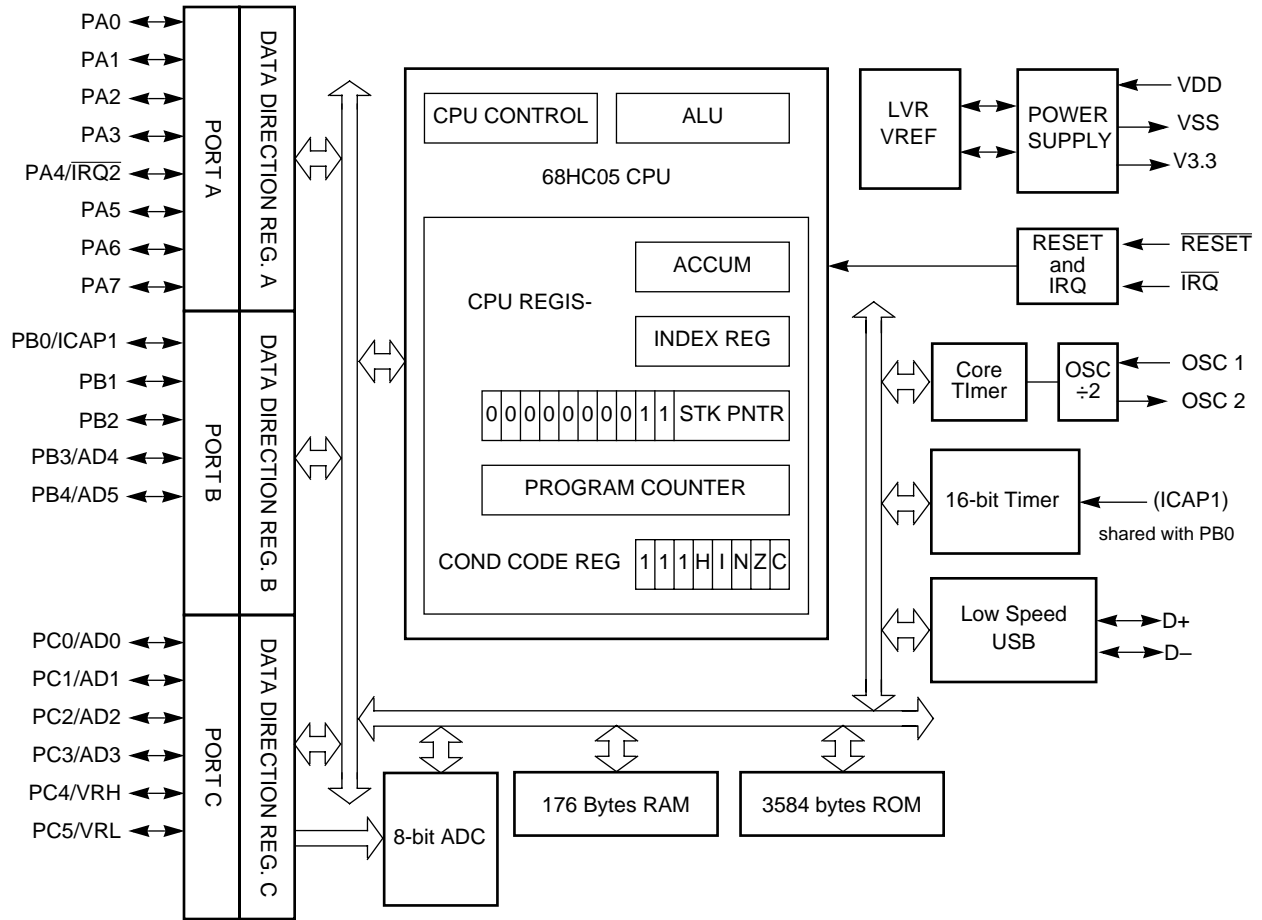 PA0
PA1
PA2
PA3
PA4/IRQ2
PA5
PA6
PA7
PORT A
DATA DIRECTION REG. A
PB0/ICAP1
PB1
PB2
PB3/AD4
PB4/AD5
PORT B
DATA DIRECTION REG. B
PC0/AD0
PC1/AD1
PC2/AD2
PC3/AD3
PC4/VRH
PC5/VRL
PORT C
DATA DIRECTION REG. C
CPU CONTROL
ALU
68HC05 CPU
ACCUM
CPU REGIS-
INDEX REG
0 0 0 0 0 0 0 0 1 1 STK PNTR
PROGRAM COUNTER
COND CODE REG
1 1 1 H I N Z C
LVR
VREF
POWER
SUPPLY
VDD
VSS
V3.3
RESET
and
IRQ
RESET
IRQ
Core
TImer
OSC
÷2
OSC 1
OSC 2
16-bit Timer
(ICAP1)
shared with PB0
Low Speed
USB
D+
D–
8-bit ADC
176 Bytes RAM
3584 bytes ROM